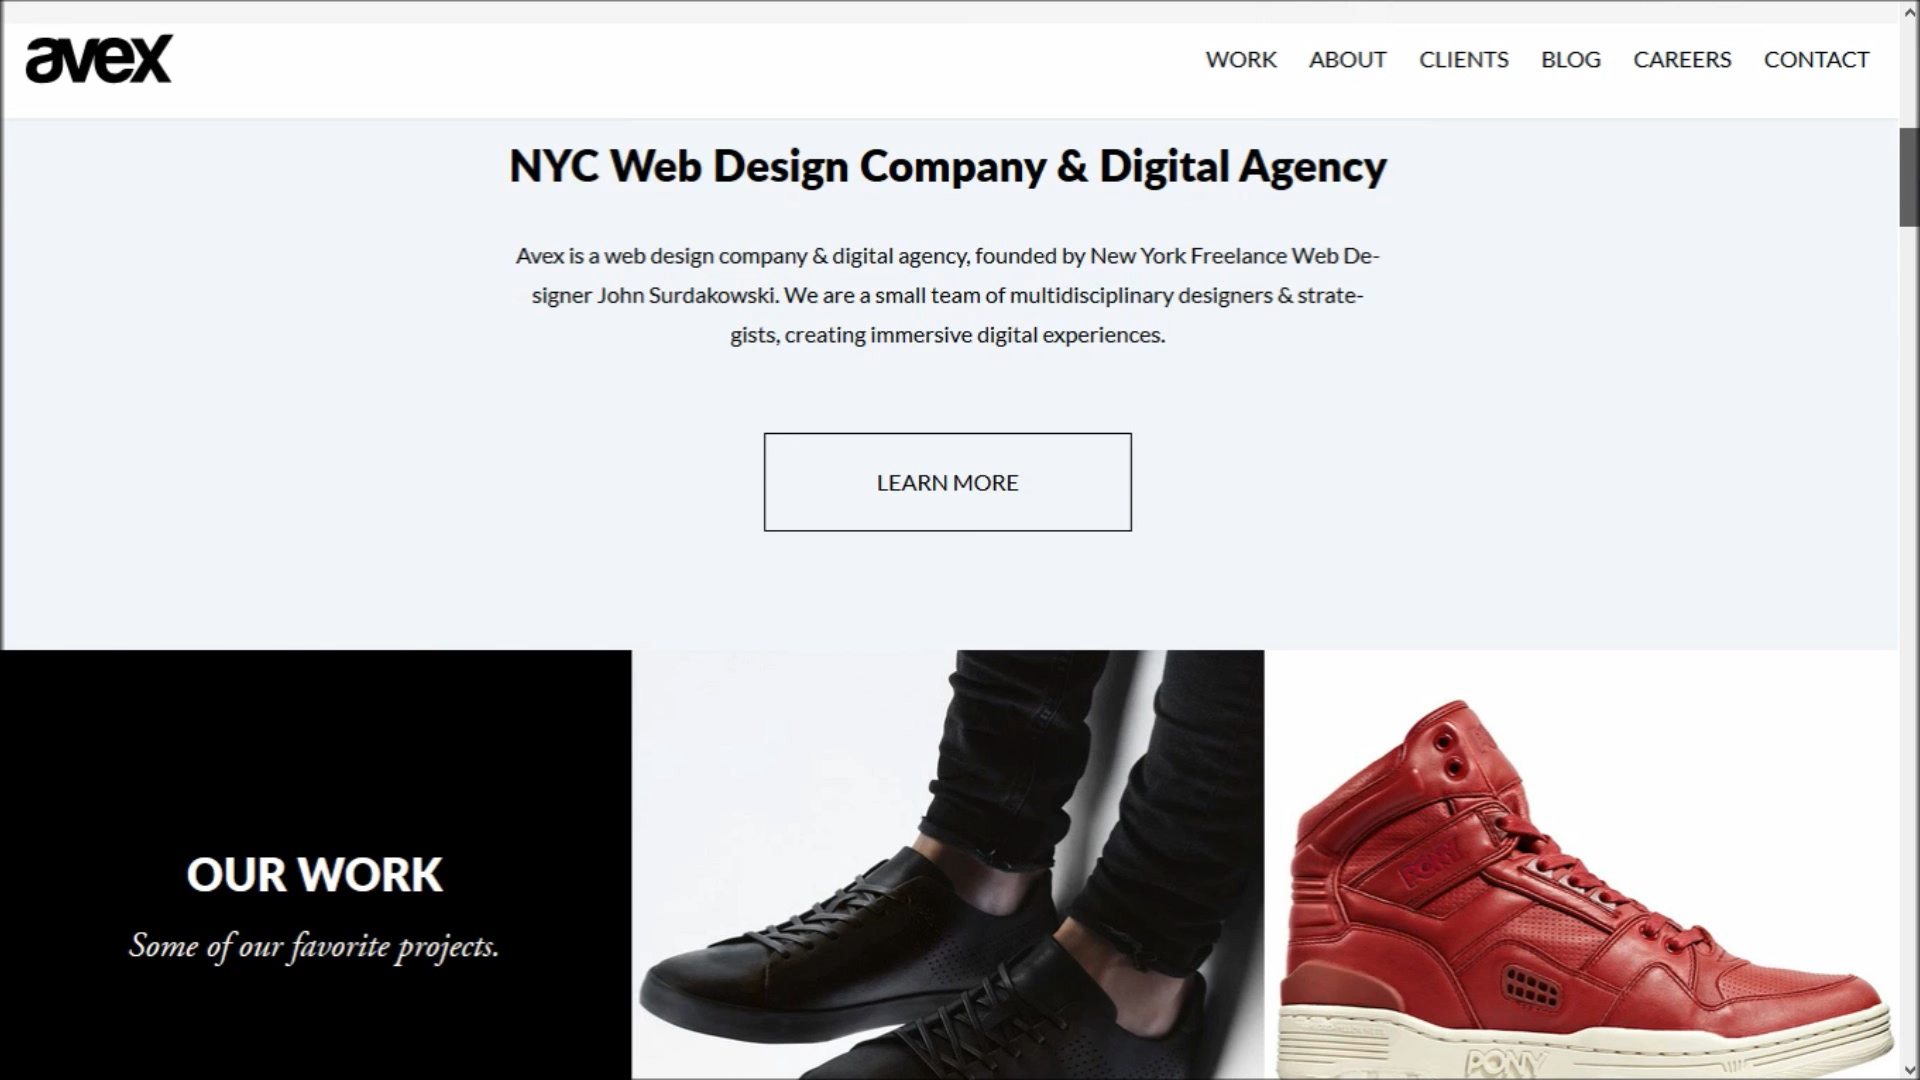 avex
WORK ABOUT CLIENTS BLOG CAREERS CONTACT
NYC Web Design Company & Digital Agency
Avex is a web design company & digital agency, founded by New York Freelance Web De-
signer John Surdakowski. We are a small team of multidisciplinary designers & strate-
gists, creating immersive digital experiences.
LEARN MORE
OUR WORK
Some of our favorite projects.
PONY
PONY